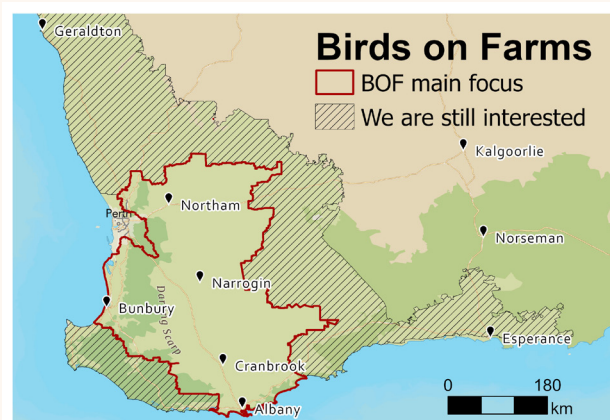 Geraldton
Birds on Farms
BOF main focus
We are still interested
Kalgoorlie
Northam
Perth
Norseman
Narrogin
Bunbury
Darling Scarp
Esperance
Cranbrook
Albany
0 180
km